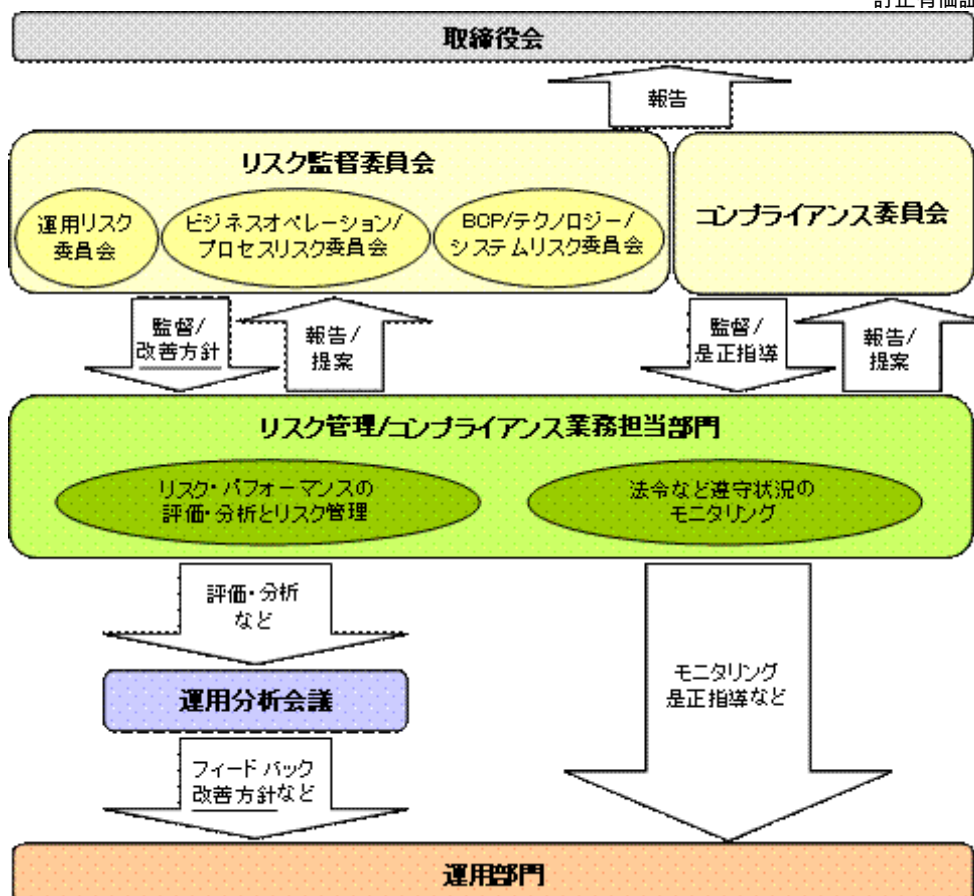 訂正有価証
取締役会
報告
リスク監督委員会
運用リスク
委員会
ビジネスオペレーション/
プロセスリスク委員会
BCP/テクノロジー/
システムリスク委員会
コンプライアンス委員会
監督/
改善方針
報告/
提案
監督/
是正指導
報告/
提案
リスク管理/コンプライアンス業務担当部門
リスク・パフォーマンスの
評価・分析とリスク管理
法令など遵守状況の
モニタリング
評価・分析
など
運用分析会議
モニタリング
是正指導など
フィードバック
改善方針など
運用部門